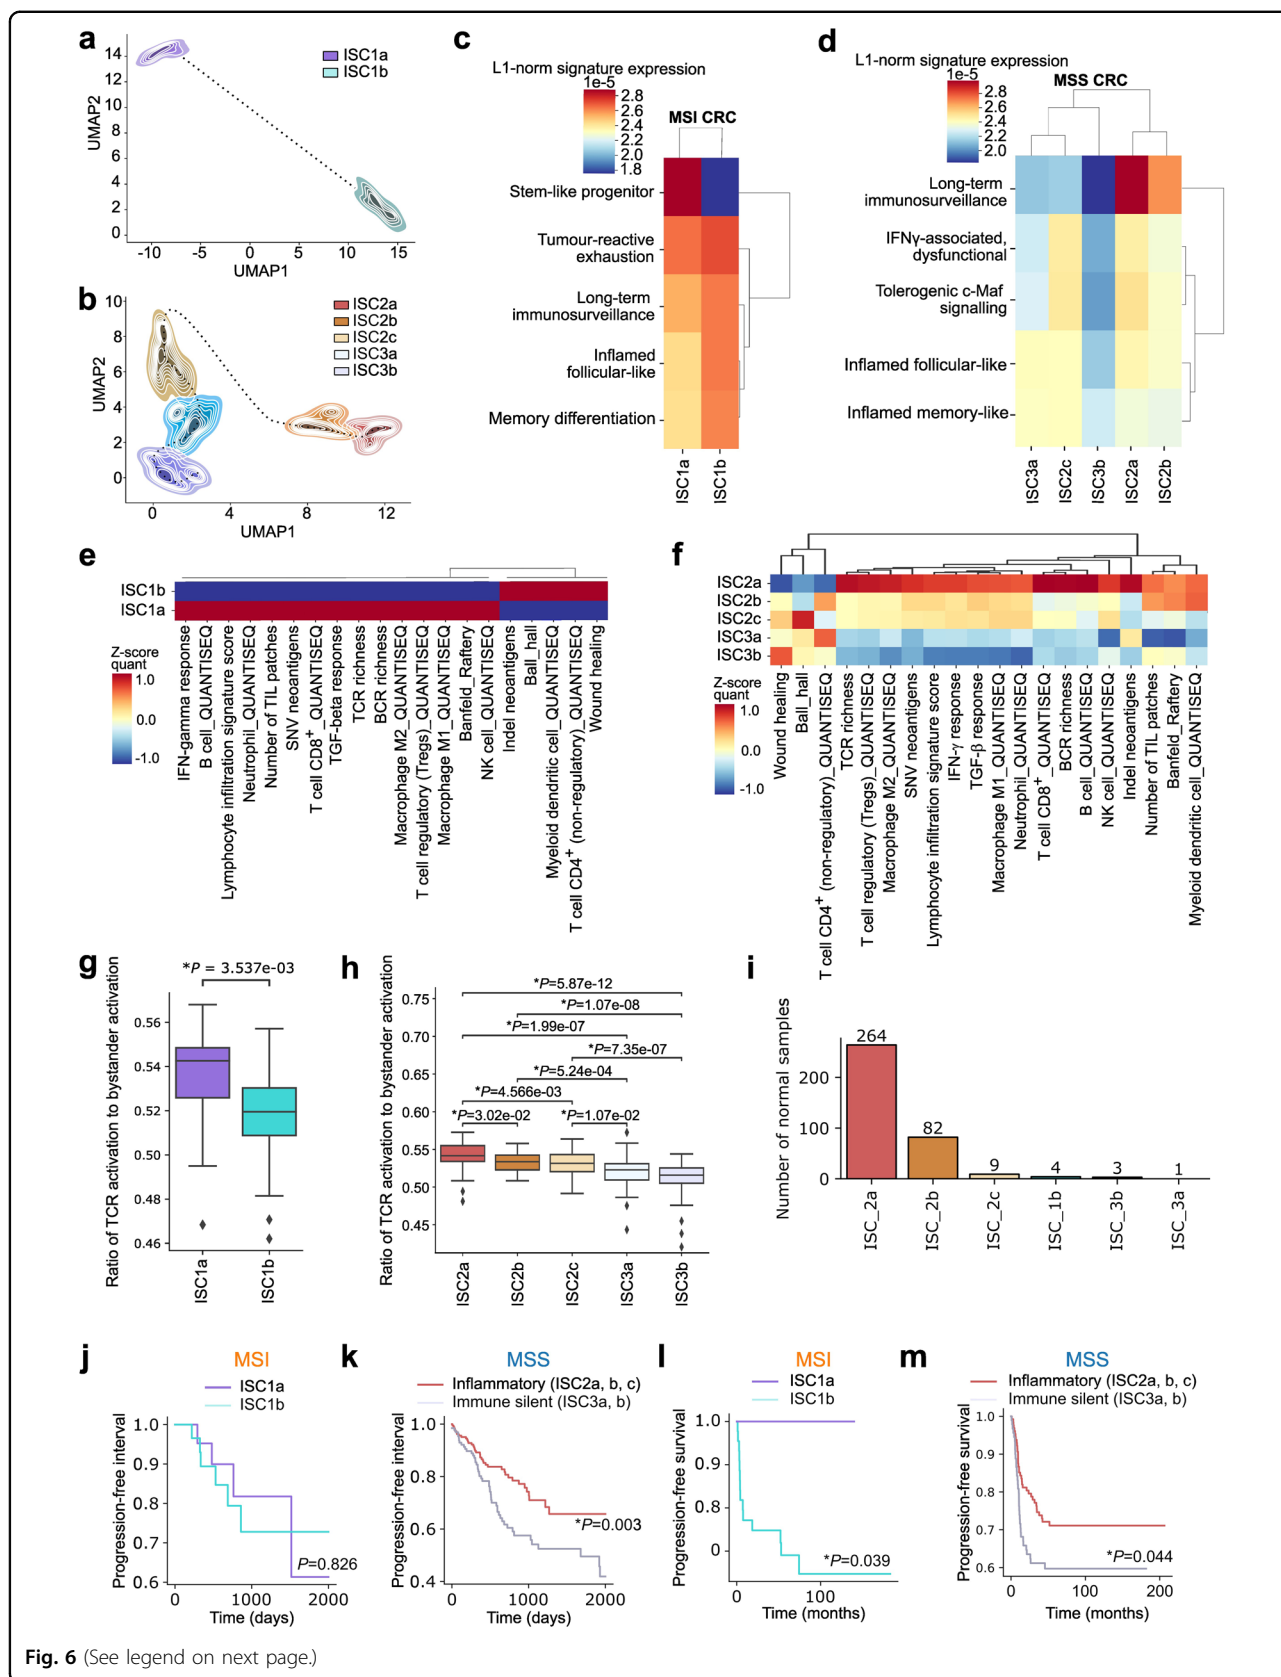 a
ISC1a
ISC1b
14
12
10
8
6
4
2
0
UMAP2
-10
-5
0
5
10
15
UMAP1
b
ISC2a
ISC2b
ISC2c
ISC3a
ISC3b
10
8
6
4
2
0
UMAP2
0
4
8
12
UMAP1
c
L1-norm signature expression
1e-5
2.8
2.6
2.4
2.2
2.0
1.8
MSI CRC
Stem-like progenitor
Tumour-reactive
exhaustion
Long-term
immunosurveillance
Inflamed
follicular-like
Memory differentiation
ISC1a
ISC1b
d
L1-norm signature expression
1e-5
2.8
2.6
2.4
2.2
2.0
MSS CRC
Long-term
immunosurveillance
IFNγ-associated,
dysfunctional
Tolerogenic c-Maf
signalling
Inflamed follicular-like
Inflamed memory-like
ISC3a
ISC2c
ISC3b
ISC2a
ISC2b
e
ISC1b
ISC1a
Z-score
quant
1.0
0.0
-1.0
IFN-gamma response
B cell_QUANTISEQ
Lymphocyte infiltration signature score
Neutrophil_QUANTISEQ
Number of TIL patches
SNV neoantigens
T cell CD8+_QUANTISEQ
TGF-beta response
TCR richness
BCR richness
Macrophage M2_QUANTISEQ
T cell regulatory (Tregs)_QUANTISEQ
Macrophage M1_QUANTISEQ
Banfield_Raftery
NK cell_QUANTISEQ
Indel neoantigens
Ball_hall
Myeloid dendritic cell_QUANTISEQ
T cell CD4+ (non-regulatory)_QUANTISEQ
Wound healing
f
ISC2a
ISC2b
ISC2c
ISC3a
ISC3b
Z-score
quant
1.0
0.0
-1.0
Wound healing
Ball_hall
T cell CD4+ (non-regulatory)_QUANTISEQ
TCR richness
T cell regulatory (Tregs)_QUANTISEQ
Macrophage M2_QUANTISEQ
SNV neoantigens
Lymphocyte infiltration signature score
IFN-γ response
TGF-β response
Macrophage M1_QUANTISEQ
Neutrophil_QUANTISEQ
T cell CD8+_QUANTISEQ
BCR richness
B cell_QUANTISEQ
NK cell_QUANTISEQ
Indel neoantigens
Number of TIL patches
Banfeld_Raftery
Myeloid dendritic cell_QUANTISEQ
g
*P = 3.537e-03
Ratio of TCR activation to bystander activation
0.56
0.54
0.52
0.50
0.48
0.46
ISC1a
ISC1b
h
Ratio of TCR activation to bystander activation
0.75
0.70
0.65
0.60
0.55
0.50
0.45
*P=5.87e-12
*P=1.07e-08
*P=1.99e-07
*P=7.35e-07
*P=5.24e-04
*P=4.566e-03
*P=3.02e-02
*P=1.07e-02
ISC2a
ISC2b
ISC2c
ISC3a
ISC3b
i
Number of normal samples
200
100
0
264
82
9
4
3
1
ISC_2a
ISC_2b
ISC_2c
ISC_1b
ISC_3b
ISC_3a
j
MSI
ISC1a
ISC1b
Progression-free interval
1.0
0.9
0.8
0.7
0.6
P=0.826
0
1000
2000
Time (days)
k
MSS
Inflammatory (ISC2a, b, c)
Immune silent (ISC3a, b)
Progression-free interval
1.0
0.8
0.6
0.4
*P=0.003
0
1000
2000
Time (days)
l
MSI
ISC1a
ISC1b
Progression-free survival
1.0
0.9
0.8
0
*P=0.039
0
100
Time (months)
m
MSS
Inflammatory (ISC2a, b, c)
Immune silent (ISC3a, b)
Progression-free survival
1.0
0.9
0.8
0.7
0.6
*P=0.044
0
100
200
Time (months)
Fig. 6 (See legend on next page.)